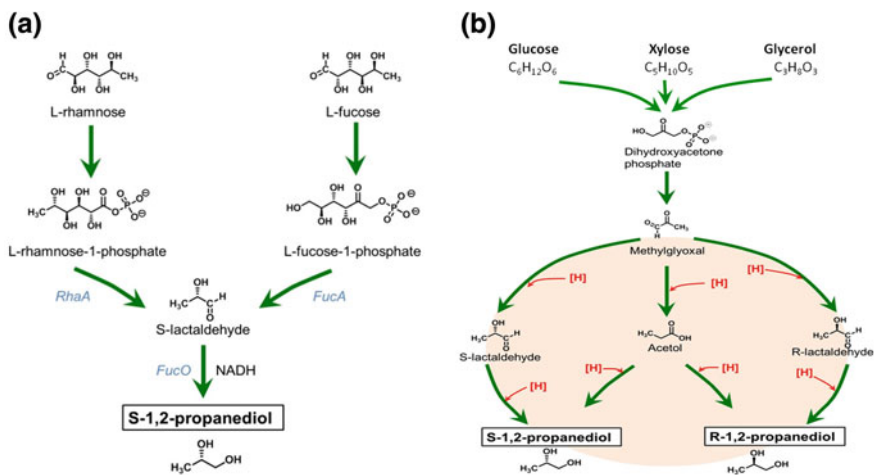 (a)
L-rhamnose
L-fucose
L-rhamnose-1-phosphate
L-fucose-1-phosphate
RhaA
FucA
S-lactaldehyde
FucO NADH
S-1,2-propanediol
(b)
Glucose
C6H12O6
Xylose
C5H10O5
Glycerol
C3H8O3
Dihydroxyacetone
phosphate
Methylglyoxal
[H]
[H]
[H]
S-lactaldehyde
Acetol
R-lactaldehyde
[H]
[H]
[H]
[H]
S-1,2-propanediol
R-1,2-propanediol